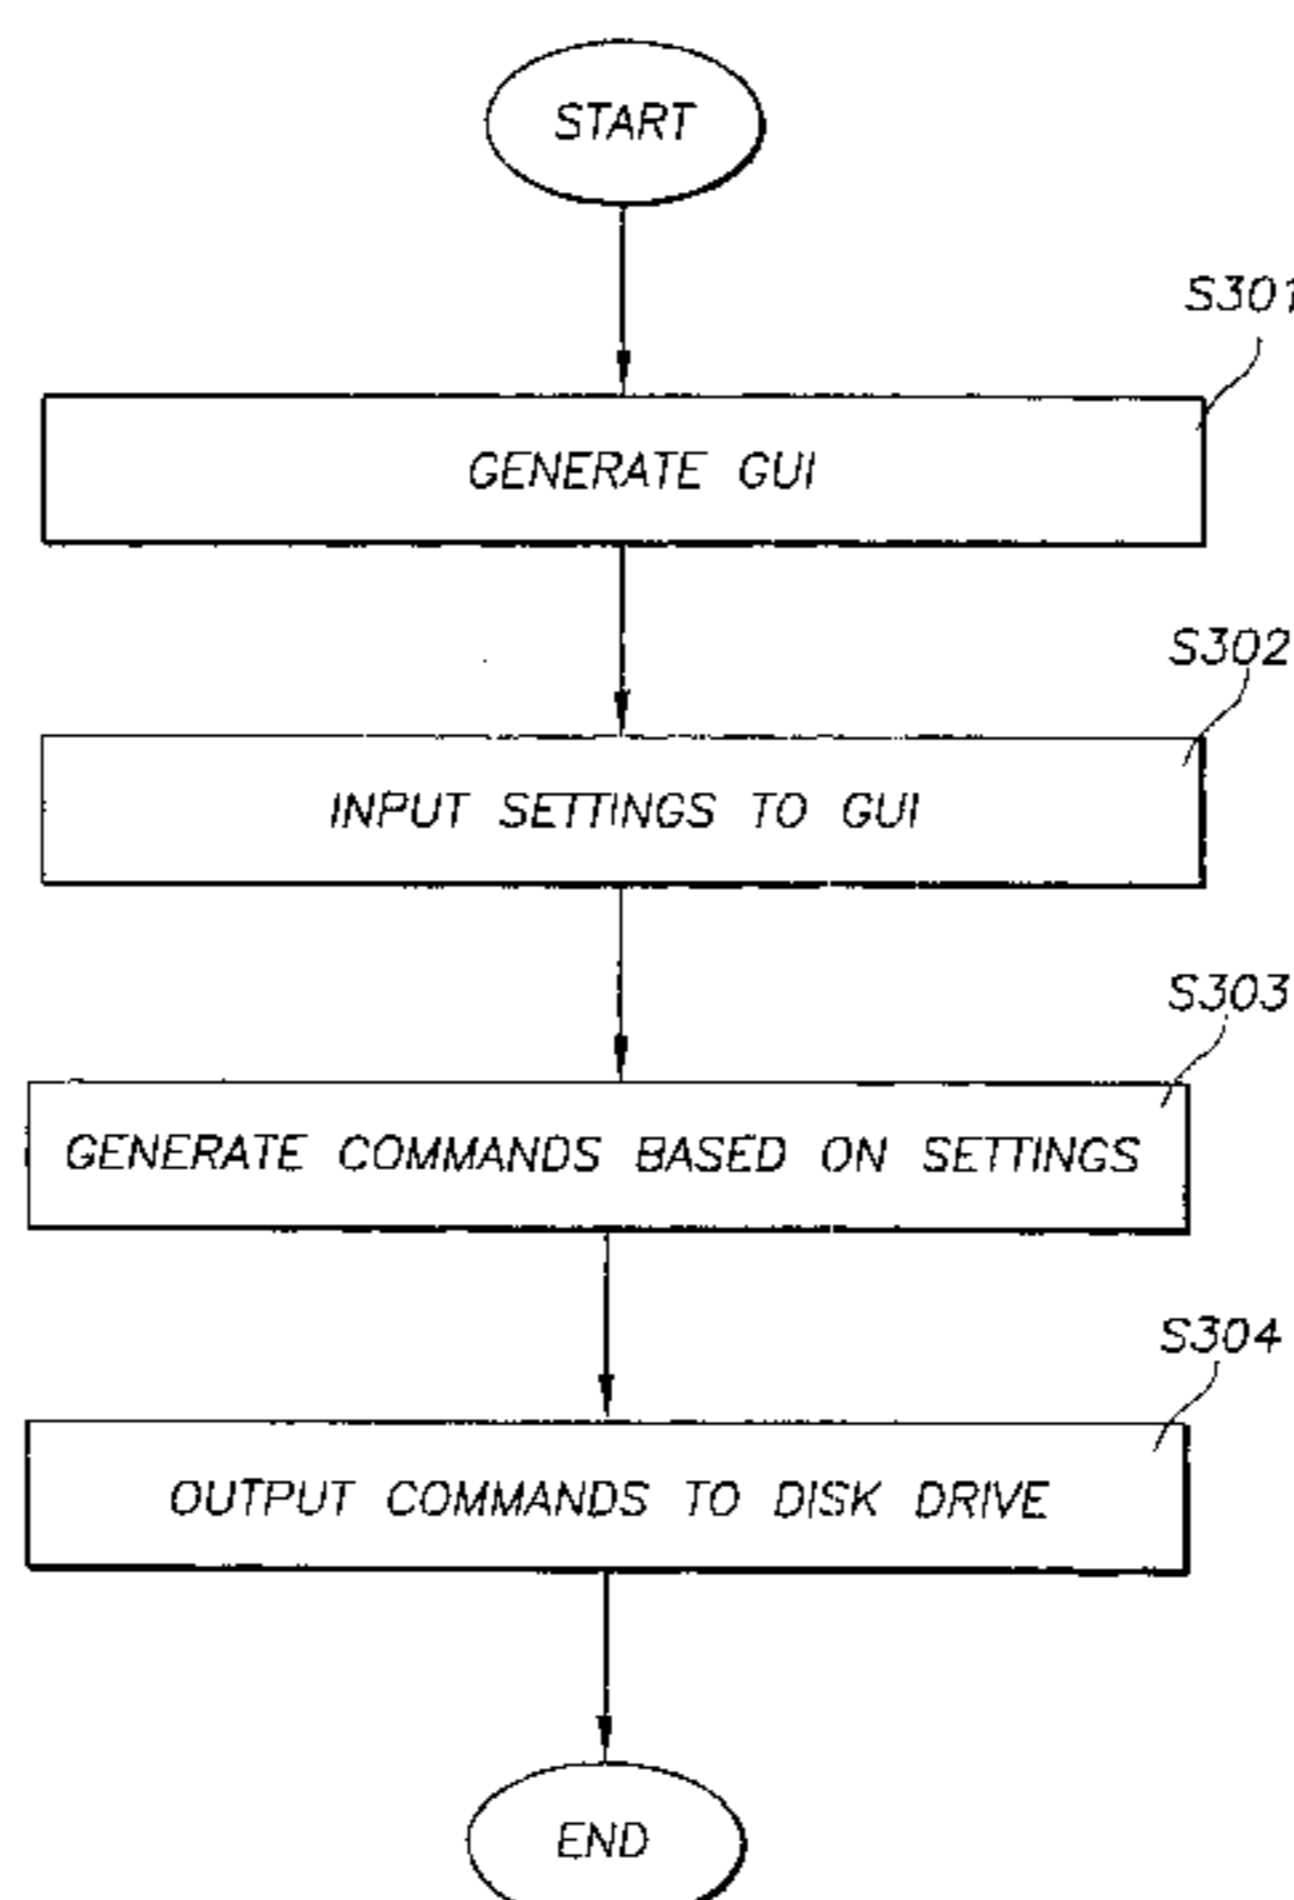 START
S301
GENERATE GUI
S302
INPUT SETTINGS TO GUI
S303
GENERATE COMMANDS BASED ON SETTINGS
S304
OUTPUT COMMANDS TO DISK DRIVE
END